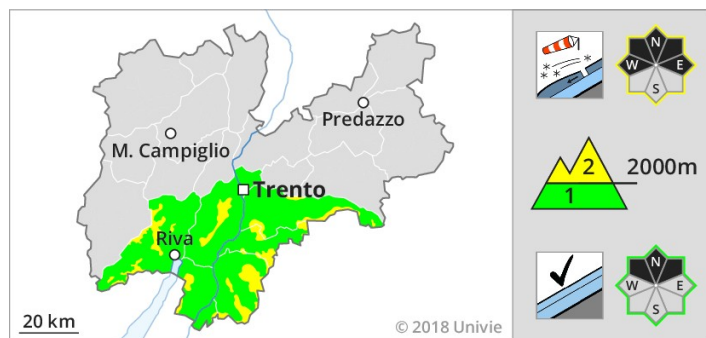 M. Campiglio
Predazzo
Trento
Riva
20 km
© 2018 Univie
N
W E
S
2 2000m
1
N
W E
S